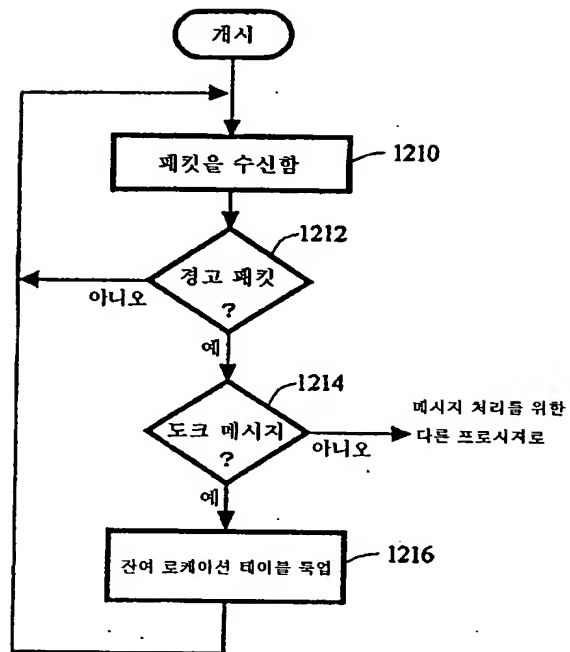 개시
패킷을 수신함
1210
1212
경고 패킷
?
아니오
예
1214
도크 메시지
?
아니오
메시지 처리를 위한
다른 프로시져로
예
잔여 로케이션 테이블 룩업
1216